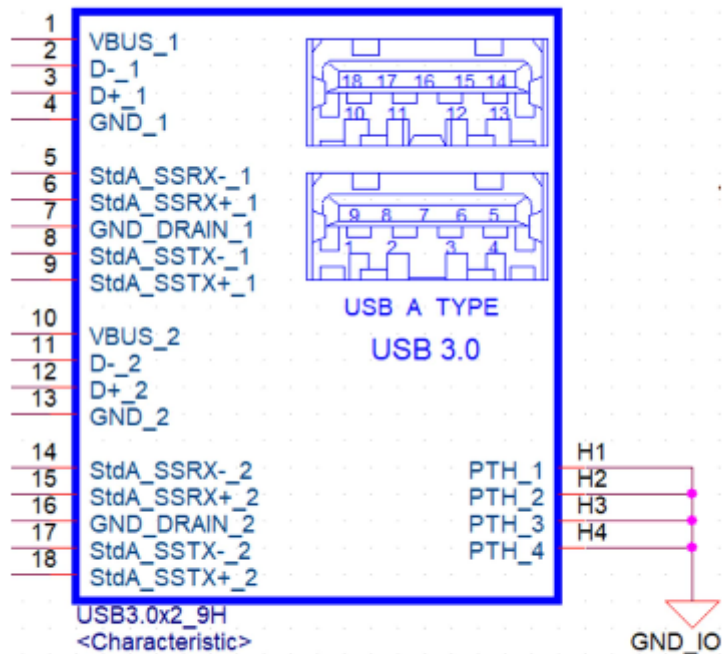 1 VBUS_1
2 D-_1
3 D+_1
4 GND_1
5 StdA_SSRX-_1
6 StdA_SSRX+_1
7 GND_DRAIN_1
8 StdA_SSTX-_1
9 StdA_SSTX+_1
10 VBUS_2
11 D-_2
12 D+_2
13 GND_2
14 StdA_SSRX-_2
15 StdA_SSRX+_2
16 GND_DRAIN_2
17 StdA_SSTX-_2
18 StdA_SSTX+_2
18 17 16 15 14
10 11 12 13
9 8 7 6 5
1 2 3 4
USB A TYPE
USB 3.0
PTH_1 H1
PTH_2 H2
PTH_3 H3
PTH_4 H4
GND_IO
USB3.0x2_9H
<Characteristic>